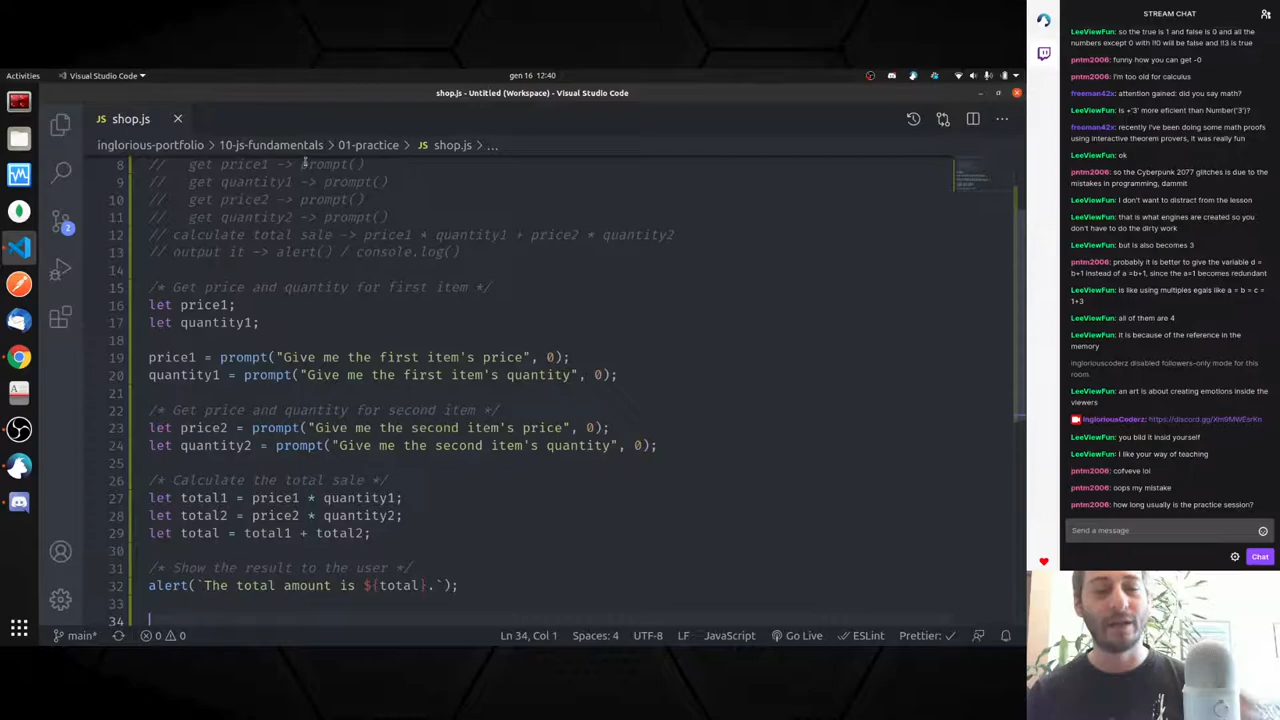 STREAM CHAT
LeeViewFun: so the true is 1 and false is 0 and all the
numbers except 0 with !!0 will be false and !!3 is true
pntm2006: funny how you can get -0
pntm2006: I'm too old for calculus
freeman42x: attention gained: did you say math?
LeeViewFun: is +'3' more eficient than Number('3')?
freeman42x: recently I've been doing some math proofs
using interactive theorem provers, it was really fun
LeeViewFun: ok
pntm2006: so the Cyberpunk 2077 glitches is due to the
mistakes in programming, dammit
LeeViewFun: I don't want to distract from the lesson
LeeViewFun: that is what engines are created so you
don't have to do the dirty work
LeeViewFun: but is also becomes 3
pntm2006: probably it is better to give the variable d =
b+1 instead of a =b+1, since the a=1 becomes redundant
LeeViewFun: is like using multiples egals like a = b = c =
1+3
LeeViewFun: all of them are 4
LeeViewFun: it is because of the reference in the
memory
ingloriouscoderz disabled followers-only mode for this
room.
LeeViewFun: an art is about creating emotions inside the
viewers
IngloriousCoderz: https://discord.gg/Xm9MWEsrKn
LeeViewFun: you bild it insid yourself
LeeViewFun: I like your way of teaching
pntm2006: cofveve lol
pntm2006: oops my mistake
pntm2006: how long usually is the practice session?
Send a message
Chat
Activities
Visual Studio Code
gen 16 12:40
shop.js - Untitled (Workspace) - Visual Studio Code
shop.js
inglorious-portfolio > 10-js-fundamentals > 01-practice > shop.js > ...
8 // get price1 -> prompt()
9 // get quantity1 -> prompt()
10 // get price2 -> prompt()
11 // get quantity2 -> prompt()
12 // calculate total sale -> price1 * quantity1 + price2 * quantity2
13 // output it -> alert() or console.log()
14
15 /* Get price and quantity for first item */
16 let price1;
17 let quantity1;
18
19 price1 = prompt("Give me the first item's price", 0);
20 quantity1 = prompt("Give me the first item's quantity", 0);
21
22 /* Get price and quantity for second item */
23 let price2 = prompt("Give me the second item's price", 0);
24 let quantity2 = prompt("Give me the second item's quantity", 0);
25
26 /* Calculate the total sale */
27 let total1 = price1 * quantity1;
28 let total2 = price2 * quantity2;
29 let total = total1 + total2;
30
31 /* Show the result to the user */
32 alert(`The total amount is ${total}.`);
33
34
2
main*
0
0
Ln 34, Col 1
Spaces: 4
UTF-8
LF
JavaScript
Go Live
ESLint
Prettier: